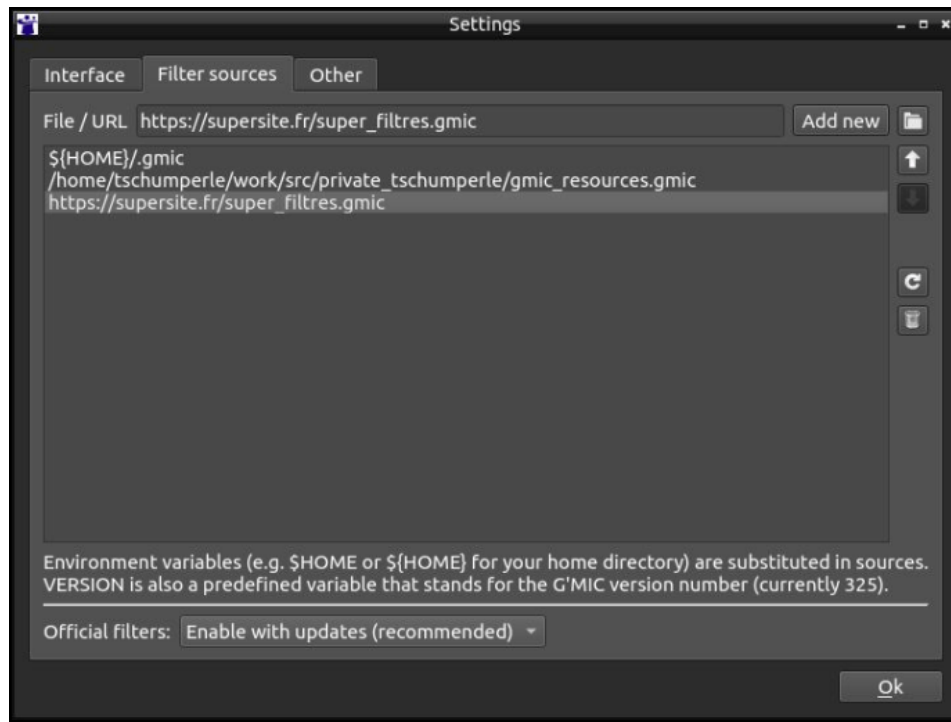 Settings
Interface Filter sources Other
File / URL https://supersite.fr/super_filtres.gmic Add new
${HOME}/.gmic
/home/tschumperle/work/src/private_tschumperle/gmic_resources.gmic
https://supersite.fr/super_filtres.gmic
Environment variables (e.g. $HOME or ${HOME} for your home directory) are substituted in sources.
VERSION is also a predefined variable that stands for the G'MIC version number (currently 325).
Official filters: Enable with updates (recommended)
Ok